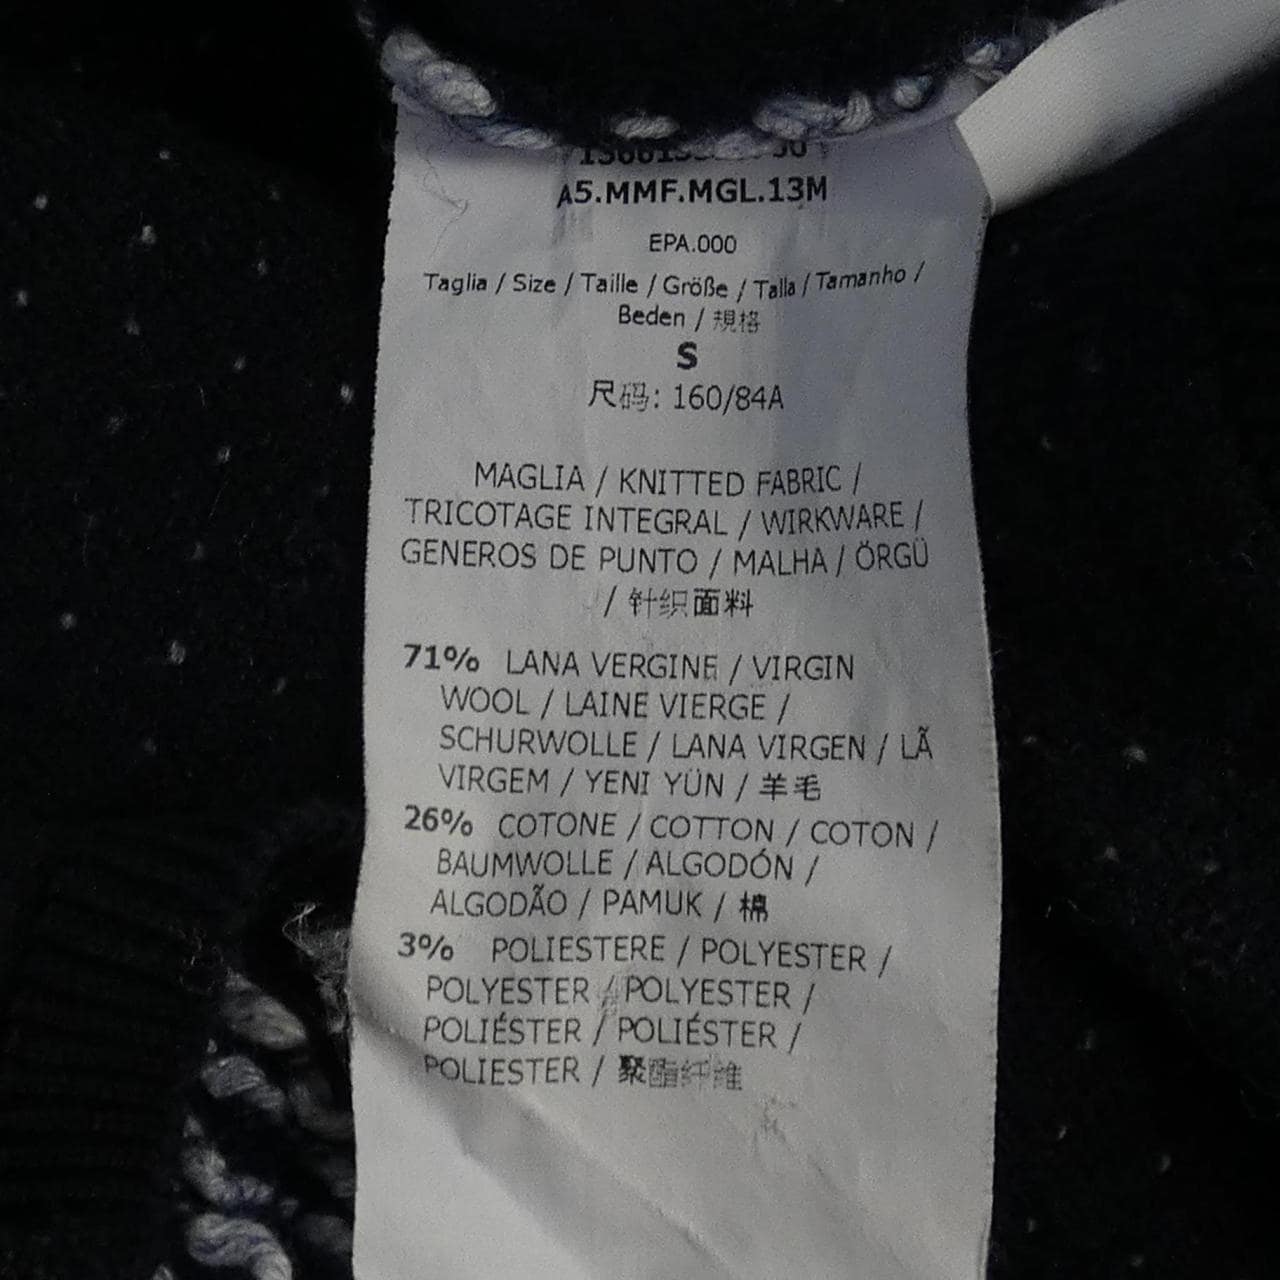 A5.MMF.MGL.13M
EPA.000
Taglia / Size / Taille / Größe / Talla / Tamanho /
Beden / 規格
S
尺码: 160/84A
MAGLIA / KNITTED FABRIC /
TRICOTAGE INTEGRAL / WIRKWARE /
GENEROS DE PUNTO / MALHA / ÖRGÜ
/ 针织面料
71% LANA VERGINE / VIRGIN
WOOL / LAINE VIERGE /
SCHURWOLLE / LANA VIRGEN / LÃ
VIRGEM / YENI YÜN / 羊毛
26% COTONE / COTTON / COTON /
BAUMWOLLE / ALGODÓN /
ALGODÃO / PAMUK / 棉
3% POLIESTERE / POLYESTER /
POLYESTER / POLYESTER /
POLIÉSTER / POLIÉSTER /
POLIESTER / 聚酯纤维